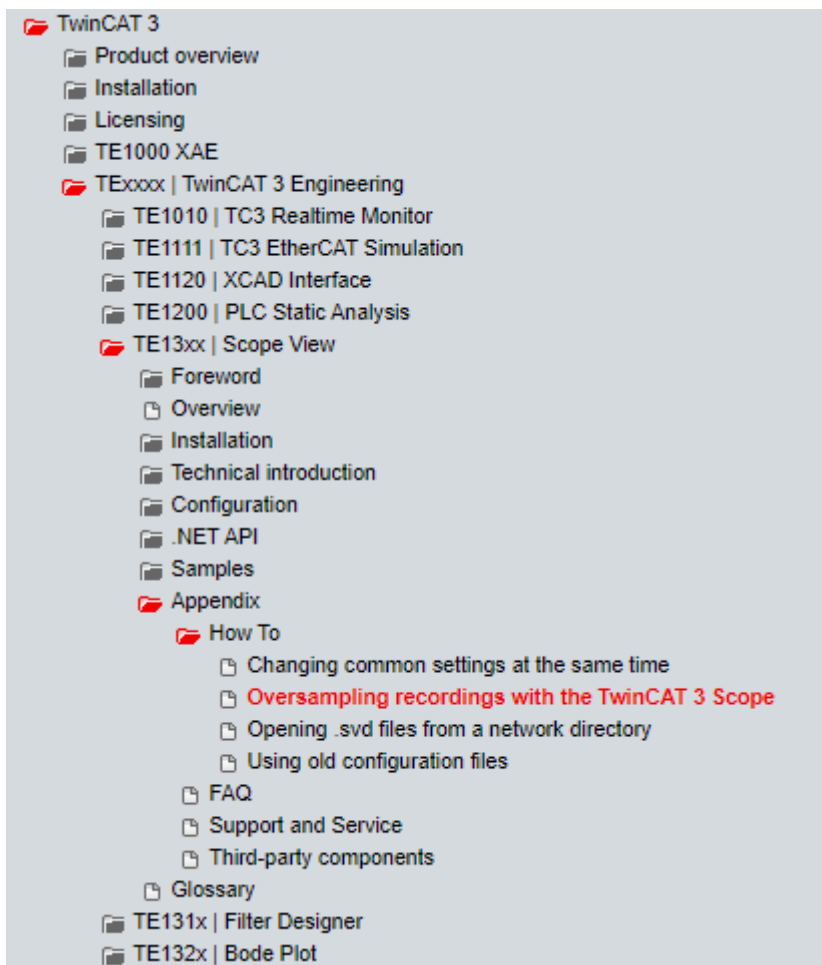 TwinCAT 3
Product overview
Installation
Licensing
TE1000 XAE
TExxxx | TwinCAT 3 Engineering
TE1010 | TC3 Realtime Monitor
TE1111 | TC3 EtherCAT Simulation
TE1120 | XCAD Interface
TE1200 | PLC Static Analysis
TE13xx | Scope View
Foreword
Overview
Installation
Technical introduction
Configuration
.NET API
Samples
Appendix
How To
Changing common settings at the same time
Oversampling recordings with the TwinCAT 3 Scope
Opening .svd files from a network directory
Using old configuration files
FAQ
Support and Service
Third-party components
Glossary
TE131x | Filter Designer
TE132x | Bode Plot